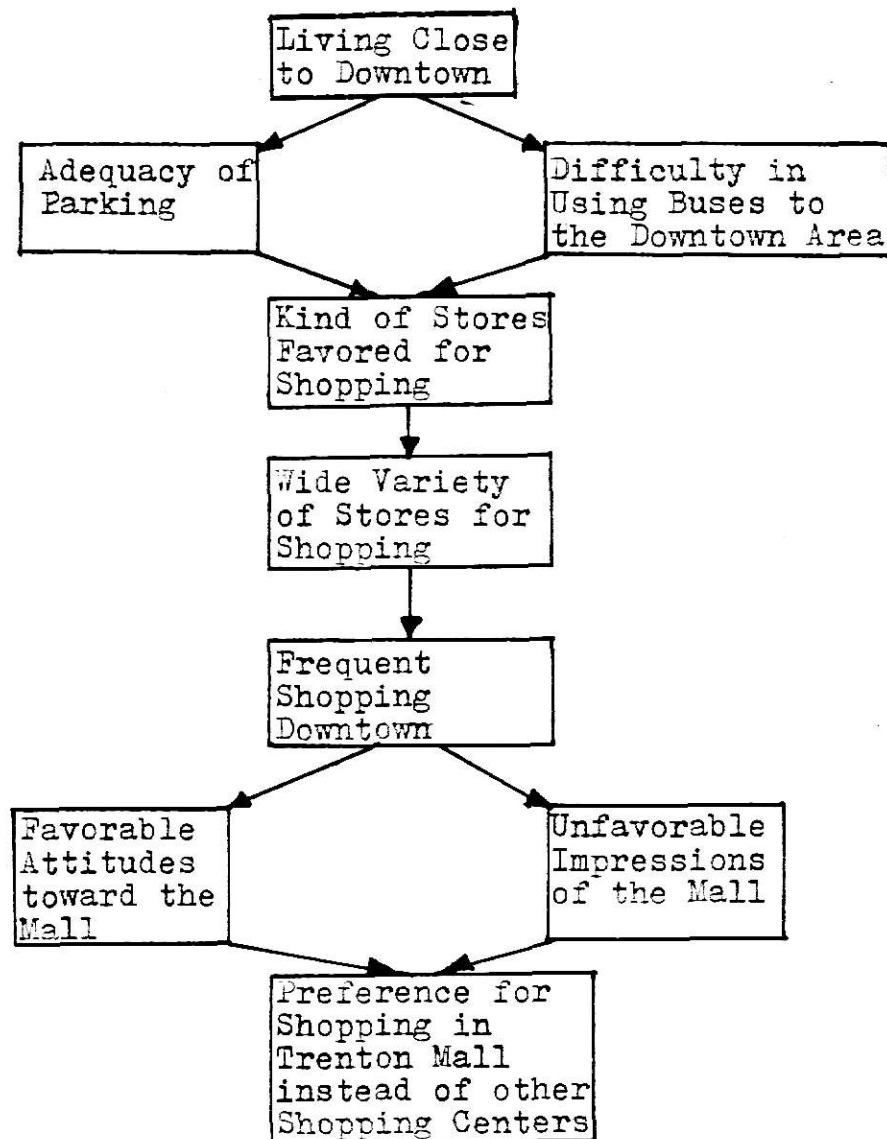 Living Close
to Downtown
Adequacy of
Parking
Difficulty in
Using Buses to
the Downtown Area
Kind of Stores
Favored for
Shopping
Wide Variety
of Stores for
Shopping
Frequent
Shopping
Downtown
Favorable
Attitudes
toward the
Mall
Unfavorable
Impressions
of the Mall
Preference for
Shopping in
Trenton Mall
instead of other
Shopping Centers